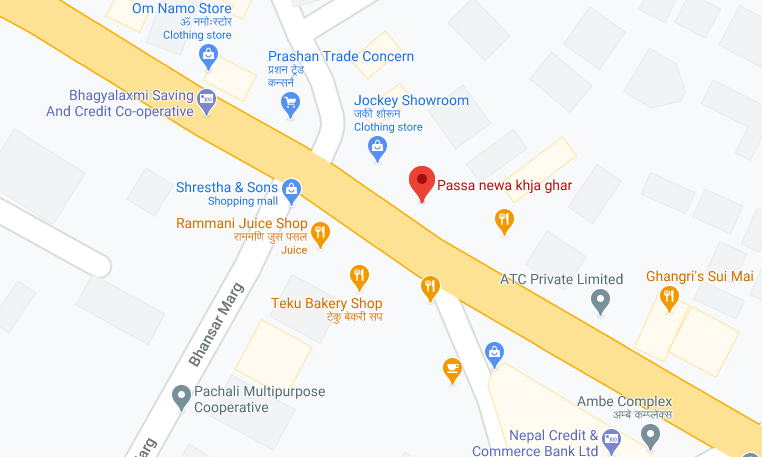 Om Namo Store
ॐ नमोःस्टोर
Clothing store
Prashan Trade Concern
प्रशन ट्रेड
कन्सर्न
Bhagyalaxmi Saving
And Credit Co-operative
Jockey Showroom
जकी शोरूम
Clothing store
Passa newa khja ghar
Shrestha & Sons
Shopping mall
Rammani Juice Shop
राममणि जुस पसल
Juice
Teku Bakery Shop
टेकु बेकरी सप
ATC Private Limited
Ghangri's Sui Mai
Bhansar Marg
Pachali Multipurpose
Cooperative
Ambe Complex
अम्बे कम्प्लेक्स
Nepal Credit &
Commerce Bank Ltd